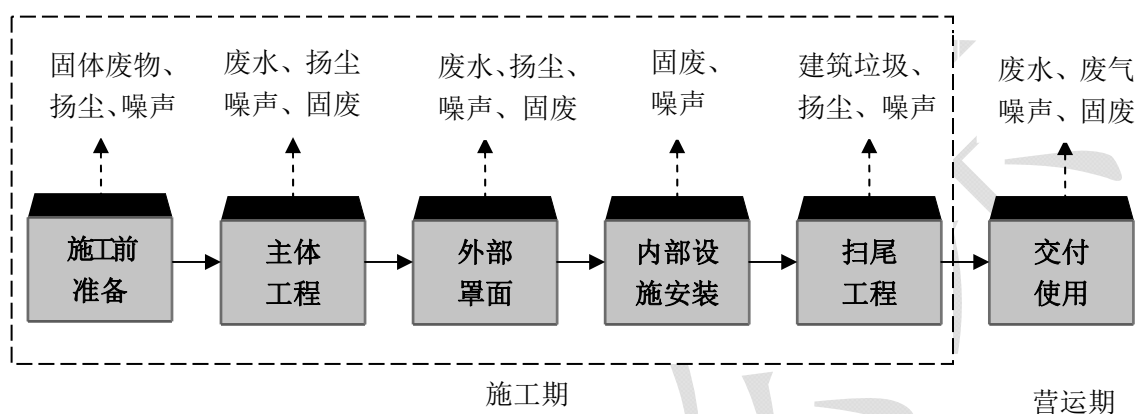 固体废物、
扬尘、噪声
废水、扬尘
噪声、固废
废水、扬尘、
噪声、固废
固废、
噪声
建筑垃圾、
扬尘、噪声
废水、废气
噪声、固废
施工前
准备
主体
工程
外部
罩面
内部设
施安装
扫尾
工程
交付
使用
施工期
营运期